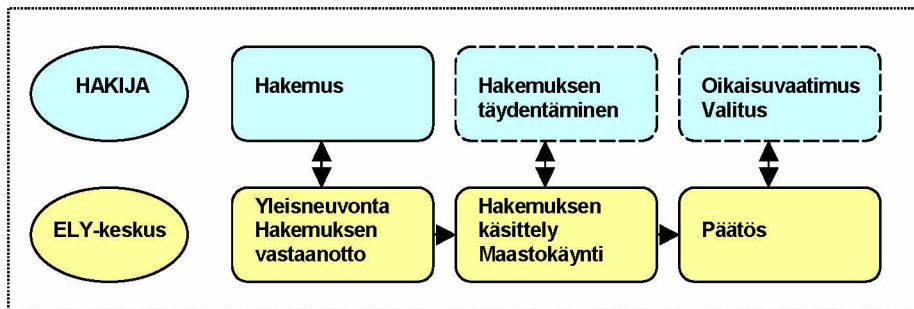 HAKIJA
Hakemus
Hakemuksen
täydentäminen
Oikaisuvaatimus
Valitus
ELY-keskus
Yleisneuvonta
Hakemuksen
vastaanotto
Hakemuksen
käsittely
Maastokäynti
Päätös